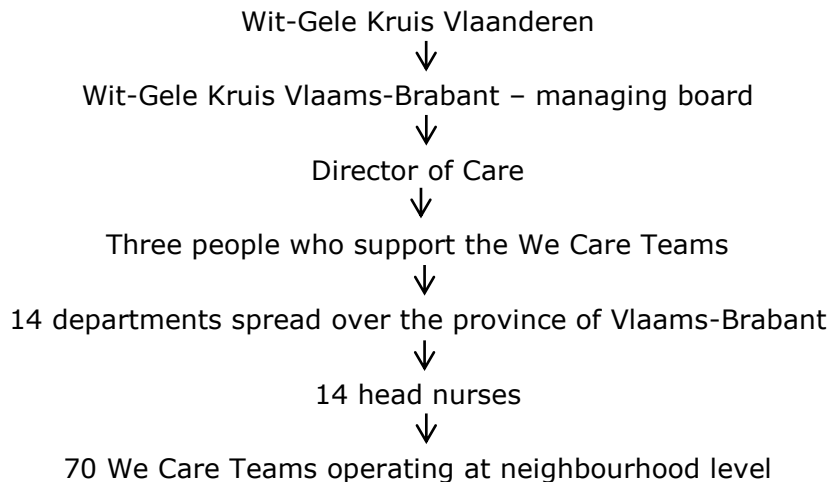 Wit-Gele Kruis Vlaanderen
Wit-Gele Kruis Vlaams-Brabant – managing board
Director of Care
Three people who support the We Care Teams
14 departments spread over the province of Vlaams-Brabant
14 head nurses
70 We Care Teams operating at neighbourhood level